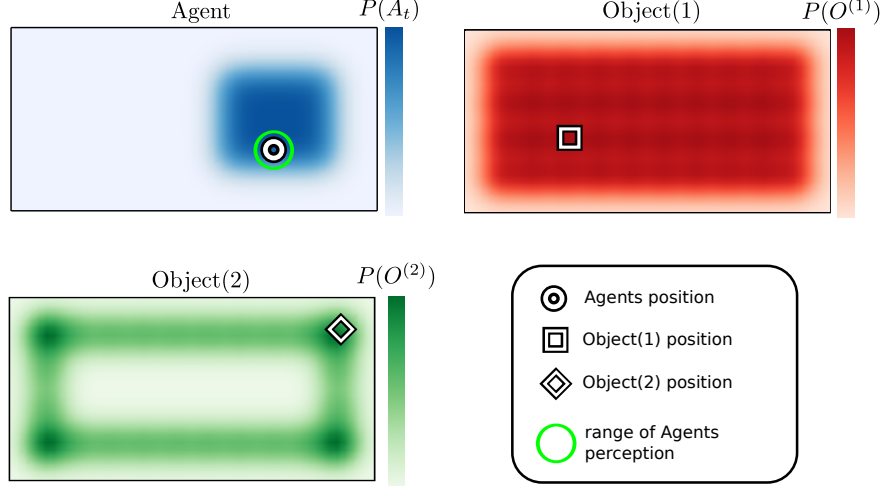 Agent
P(A_t)
Object(1)
P(O^{(1)})
Object(2)
P(O^{(2)})
Agents position
Object(1) position
Object(2) position
range of Agents
perception